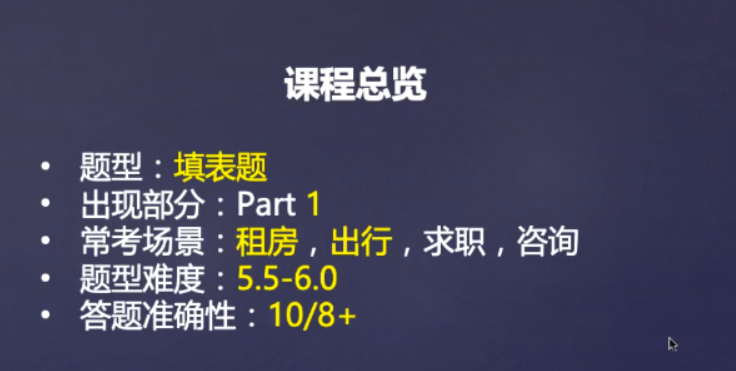 课程总览
• 题型：填表题
• 出现部分：Part 1
• 常考场景：租房，出行，求职，咨询
• 题型难度：5.5-6.0
• 答题准确性：10/8+